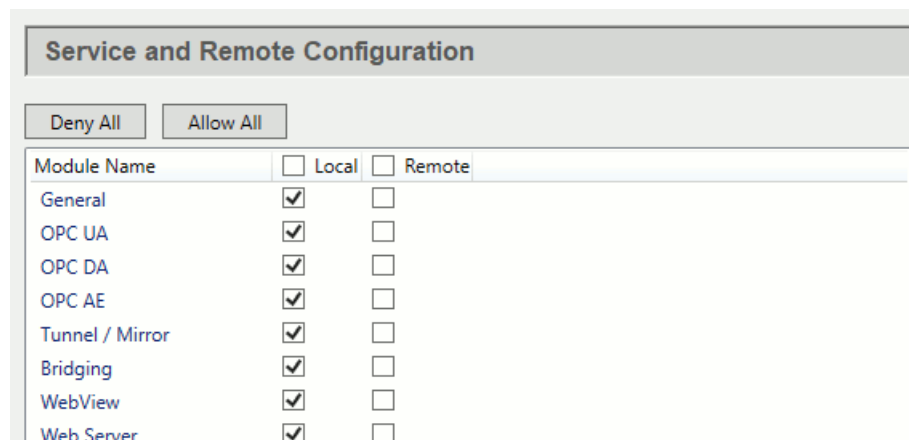 Service and Remote Configuration
Deny All Allow All
Module Name Local Remote
General
OPC UA
OPC DA
OPC AE
Tunnel / Mirror
Bridging
WebView
Web Server